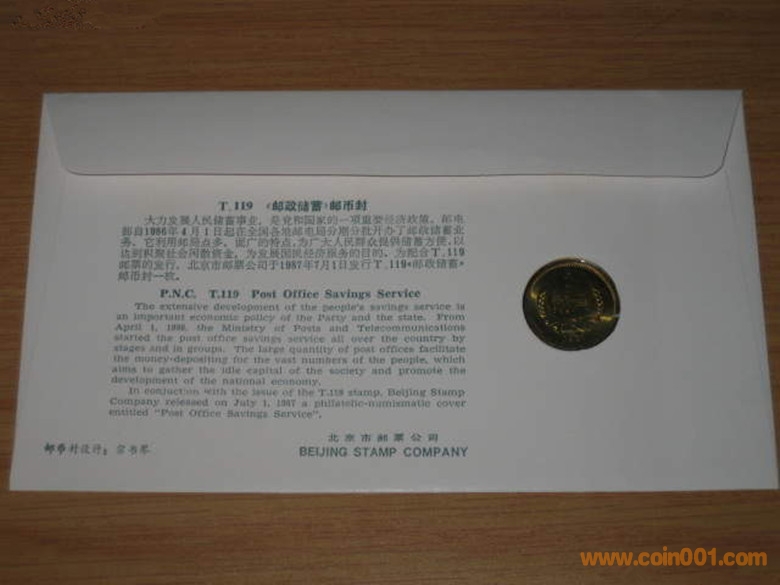 T.119 《邮政储蓄》邮币封
大力发展人民储蓄事业,是党和国家的一项重要经济政策。邮电
部自1986年4月1日起在全国各地邮电局分期分批开办了邮政储蓄业
务。它利用邮局点多、面广的特点,为广大人民群众提供储蓄方便,以
达到积聚社会闲散资金,为发展国民经济服务的目的。为配合T.119
邮票的发行,北京市邮票公司于1987年7月1日发行T.119《邮政储蓄》
邮币封一枚。
P.N.C. T.119 Post Office Savings Service
The extensive development of the people's savings service is
an important economic policy of the Party and the state. From
April 1, 1986, the Ministry of Posts and Telecommunications
started the post office savings service all over the country by
stages and in groups. The large quantity of post offices facilitate
the money-depositing for the vast numbers of the people, which
aims to gather the idle capital of the society and promote the
development of the national economy.
In conjuction with the issue of the T.119 stamp, Beijing Stamp
Company released on July 1, 1987 a philatelic-numismatic cover
entitled "Post Office Savings Service".
北京市邮票公司
BEIJING STAMP COMPANY
邮币封设计:
www.coin001.com